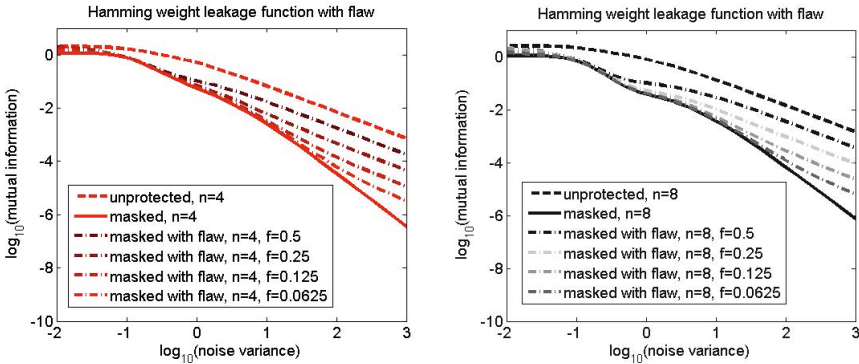 Hamming weight leakage function with flaw
0
-2
-4
-6
-8
-10
log10(mutual information)
unprotected, n=4
masked, n=4
masked with flaw, n=4, f=0.5
masked with flaw, n=4, f=0.25
masked with flaw, n=4, f=0.125
masked with flaw, n=4, f=0.0625
-2 -1 0 1 2 3
log10(noise variance)
Hamming weight leakage function with flaw
0
-2
-4
-6
-8
-10
log10(mutual information)
unprotected, n=8
masked, n=8
masked with flaw, n=8, f=0.5
masked with flaw, n=8, f=0.25
masked with flaw, n=8, f=0.125
masked with flaw, n=8, f=0.0625
-2 -1 0 1 2 3
log10(noise variance)